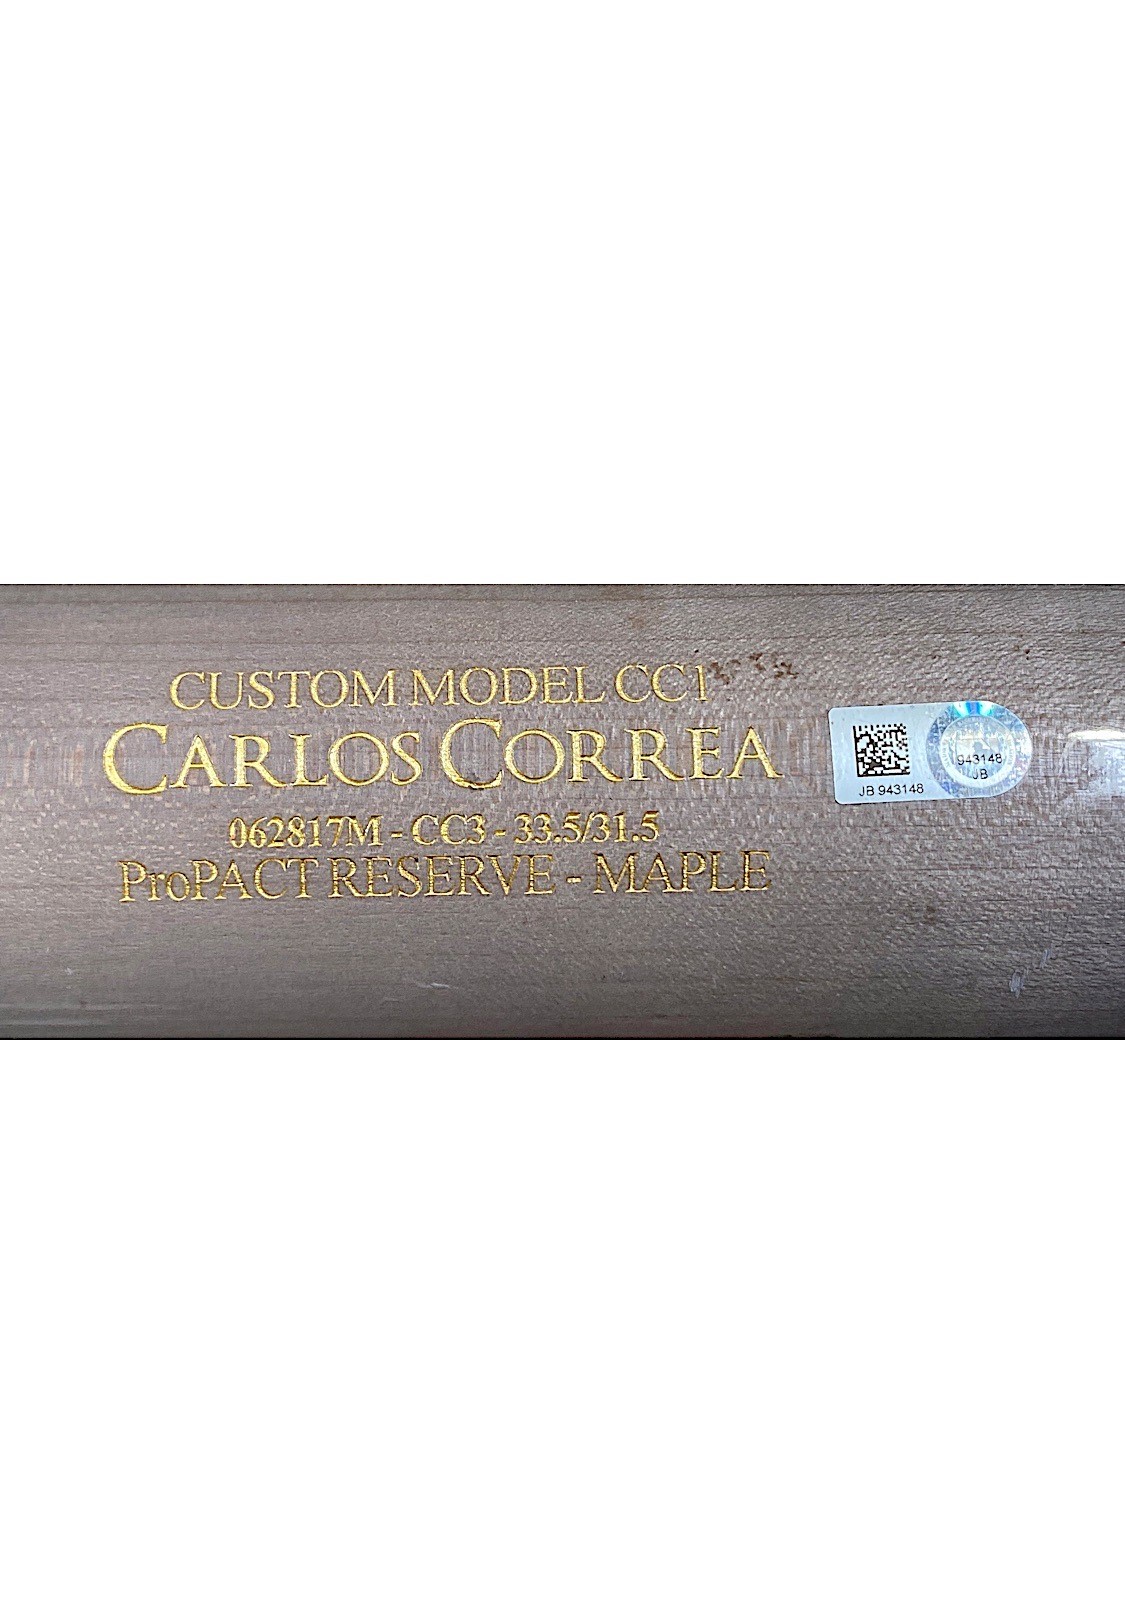 CUSTOM MODEL CC1
CARLOS CORREA
062817M - CC3 - 33.5/31.5
ProPACT RESERVE - MAPLE
JB 943148
943148
JB